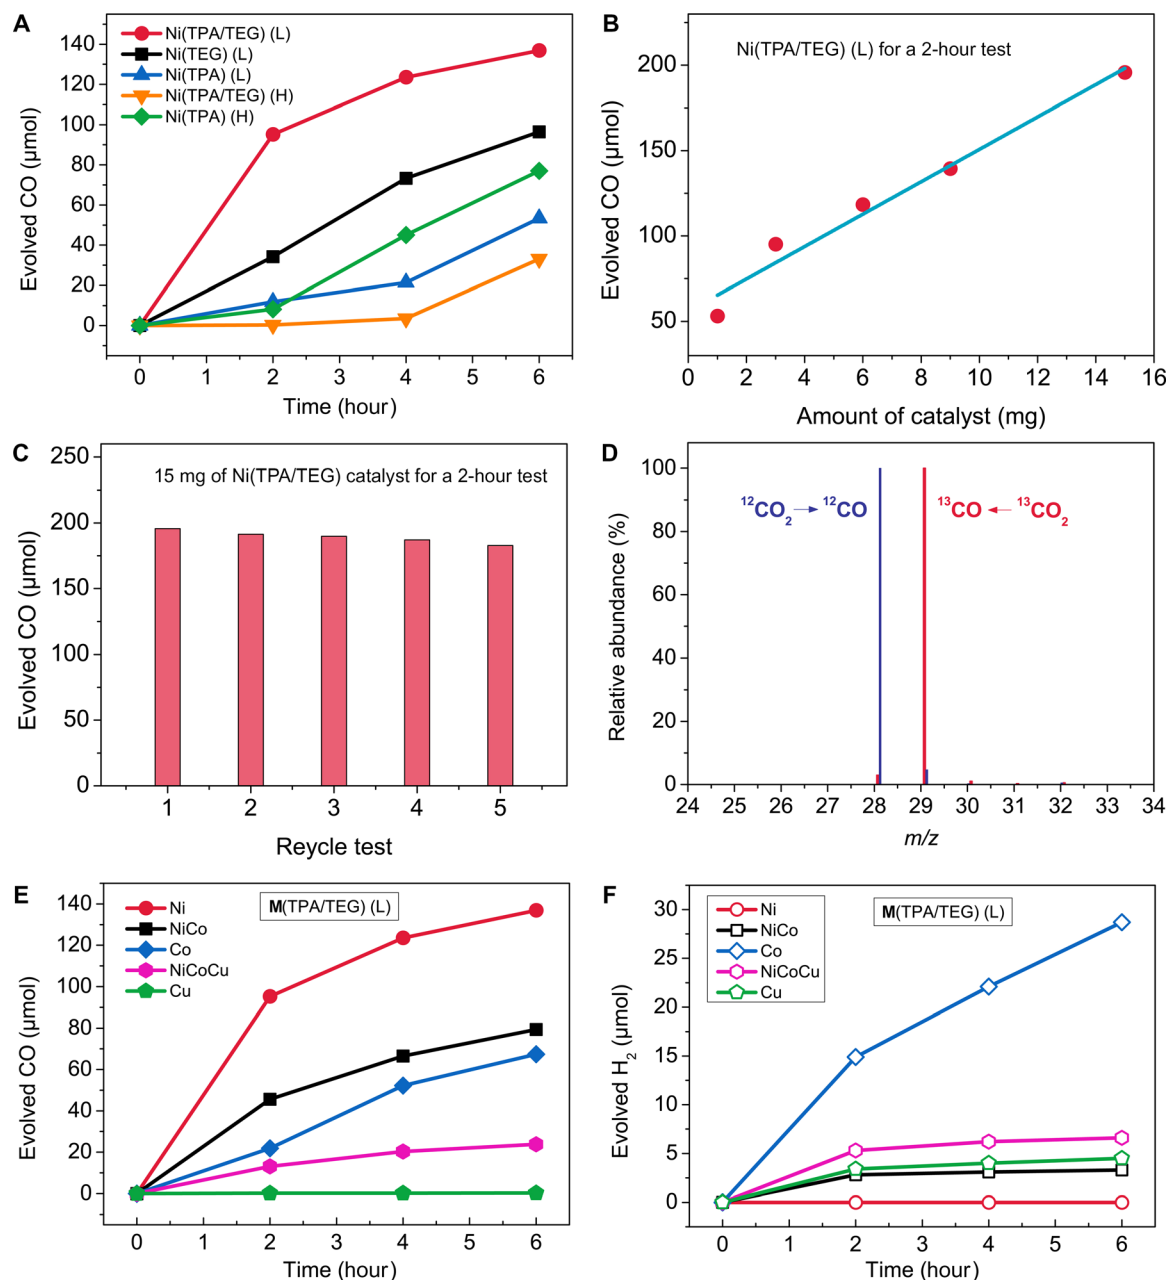 A
Ni(TPA/TEG) (L)
Ni(TEG) (L)
Ni(TPA) (L)
Ni(TPA/TEG) (H)
Ni(TPA) (H)
140
120
100
80
60
40
20
0
Evolved CO (μmol)
0 1 2 3 4 5 6
Time (hour)
B
Ni(TPA/TEG) (L) for a 2-hour test
200
150
100
50
Evolved CO (μmol)
0 2 4 6 8 10 12 14 16
Amount of catalyst (mg)
C
15 mg of Ni(TPA/TEG) catalyst for a 2-hour test
250
200
150
100
50
0
Evolved CO (μmol)
1 2 3 4 5
Reycle test
D
¹²CO₂ → ¹²CO
¹³CO ← ¹³CO₂
100
80
60
40
20
0
Relative abundance (%)
24 25 26 27 28 29 30 31 32 33 34
m/z
E
M(TPA/TEG) (L)
Ni
NiCo
Co
NiCoCu
Cu
140
120
100
80
60
40
20
0
Evolved CO (μmol)
0 1 2 3 4 5 6
Time (hour)
F
M(TPA/TEG) (L)
Ni
NiCo
Co
NiCoCu
Cu
30
25
20
15
10
5
0
Evolved H₂ (μmol)
0 1 2 3 4 5 6
Time (hour)